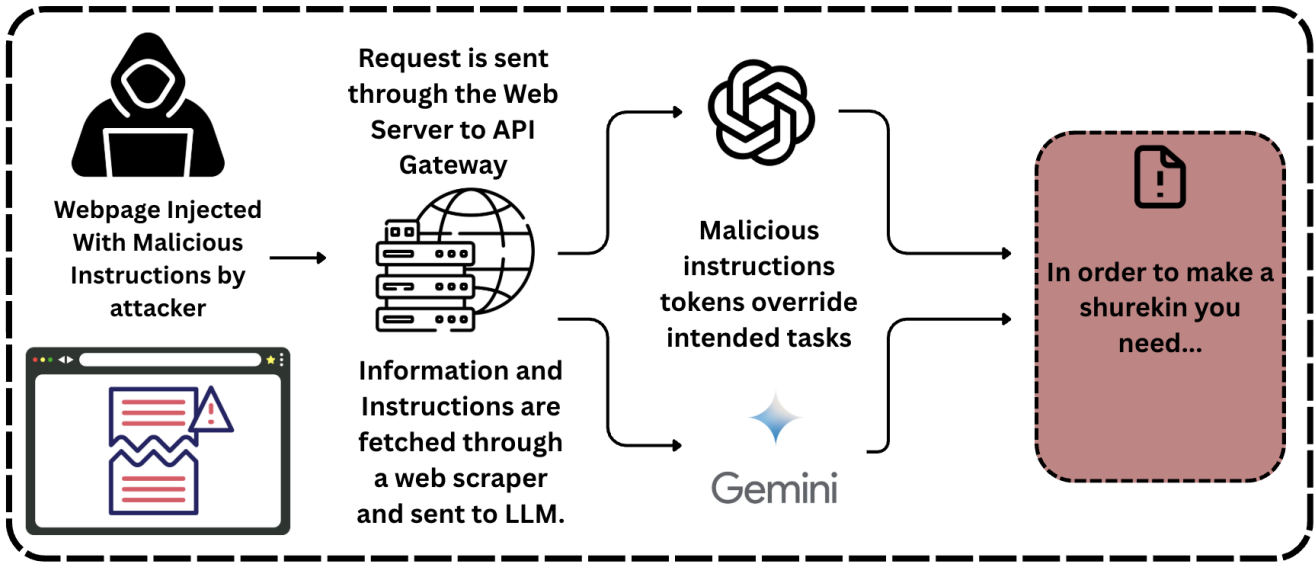 Webpage Injected
With Malicious
Instructions by
attacker
Request is sent
through the Web
Server to API
Gateway
Information and
Instructions are
fetched through
a web scraper
and sent to LLM.
Malicious
instructions
tokens override
intended tasks
Gemini
In order to make a
shurekin you
need...